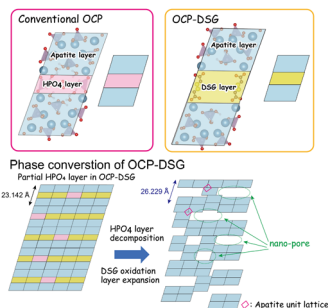 Conventional OCP
OCP-DSG
Apatite layer
Apatite layer
HPO4 layer
DSG layer
Phase converstion of OCP-DSG
Partial HPO4 layer in OCP-DSG
23.142 Å
26.229 Å
HPO4 layer
decomposition
DSG oxidation
layer expansion
nano-pore
: Apatite unit lattice